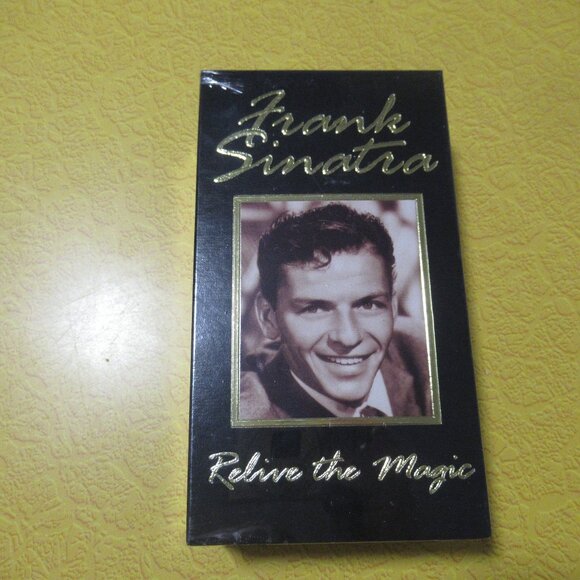 Frank
Sinatra
Relive the Magic